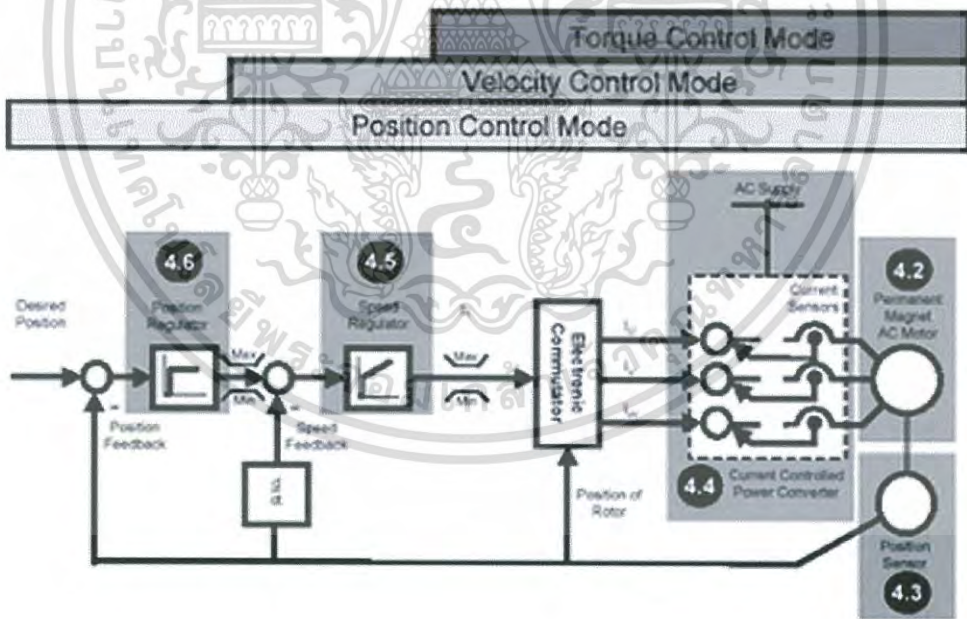 Torque Control Mode
Velocity Control Mode
Position Control Mode
AC Supply
4.6
4.5
4.2
Desired
Position
Position
Regulator
Speed
Regulator
Current
Sensors
Permanent
Magnet
AC Motor
Max
Min
Max
Min
Electronic
Commutator
Position
Feedback
Speed
Feedback
Position of
Rotor
4.4
Current Controlled
Power Converter
Position
Sensor
4.3